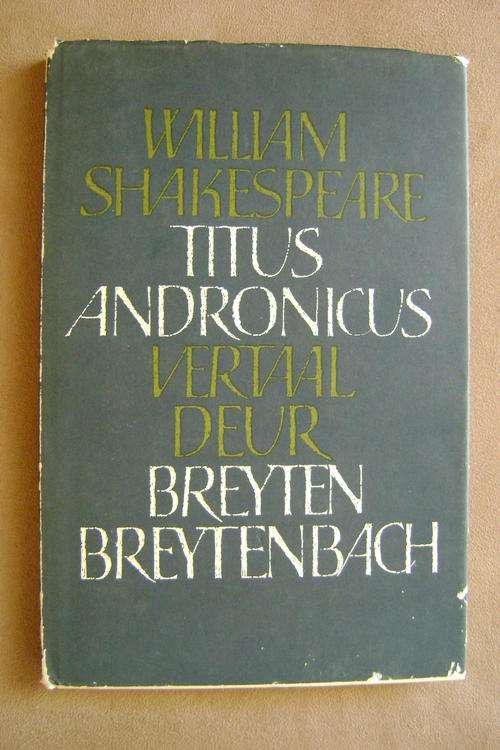 WILLIAM
SHAKESPEARE
TITUS
ANDRONICUS
VERTAAL
DEUR
BREYTEN
BREYTENBACH